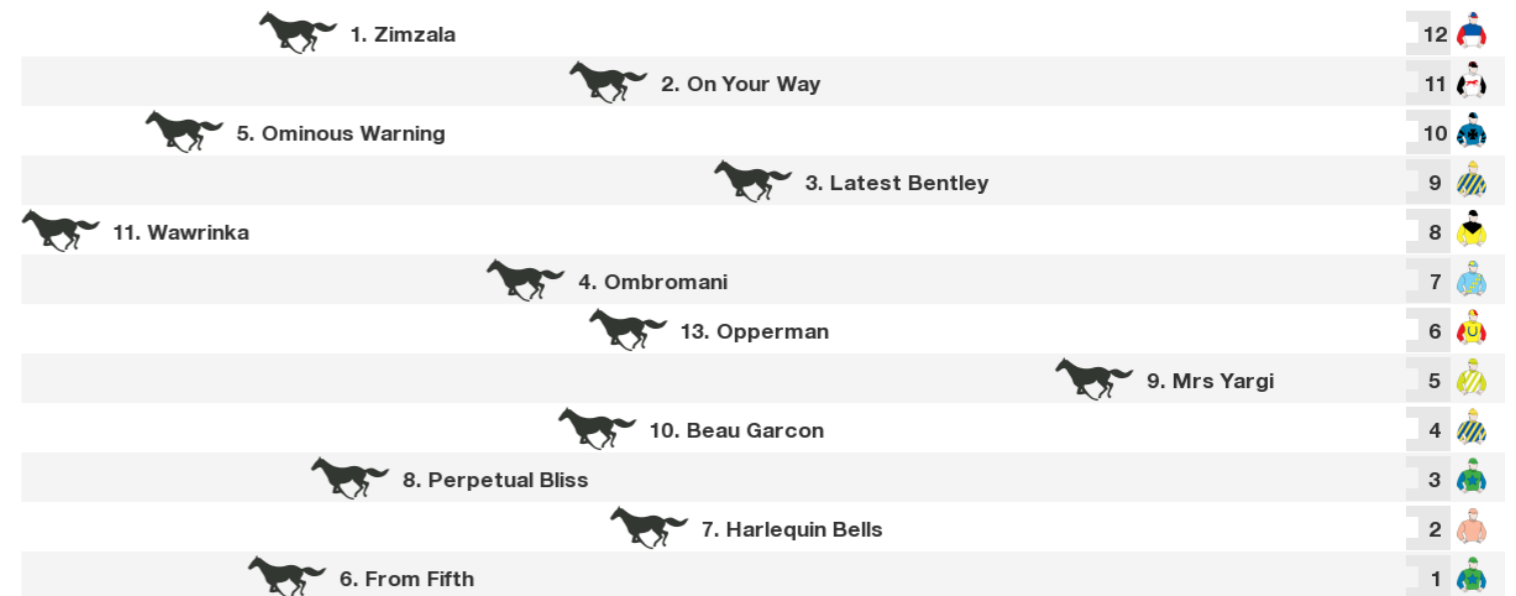 1. Zimzala 12
2. On Your Way 11
5. Ominous Warning 10
3. Latest Bentley 9
11. Wawrinka 8
4. Ombromani 7
13. Opperman 6
9. Mrs Yargi 5
10. Beau Garcon 4
8. Perpetual Bliss 3
7. Harlequin Bells 2
6. From Fifth 1